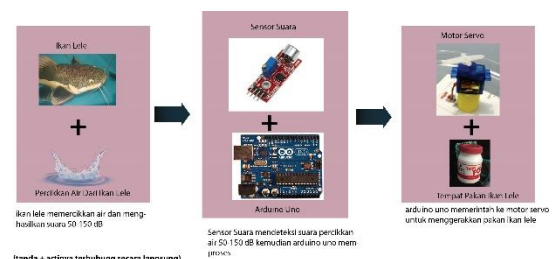 Ikan Lele
+
Percikkan Air Dari Ikan Lele
ikan lele memercikkan air dan meng-
hasilkan suara 50-150 dB
Sensor Suara
+
Arduino Uno
Sensor Suara mendeteksi suara percikkan
air 50-150 dB kemudian arduino uno mem-
proses
Motor Servo
+
Tempat Pakan Ikan Lele
arduino uno memerintah ke motor servo
untuk menggerakkan pakan ikan lele
(tanda + artinya terhubung secara langsung)